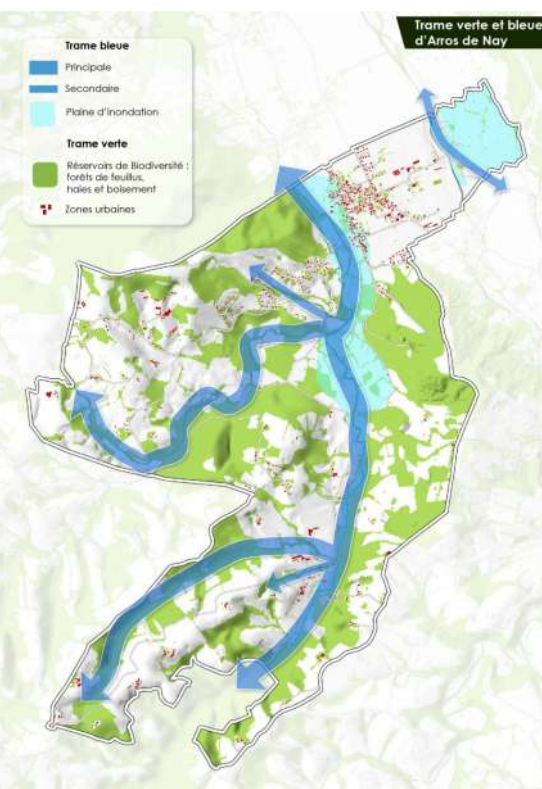 Trame verte et bleue
d'Arros de Nay
Trame bleue
Principale
Secondaire
Plaine d'inondation
Trame verte
Réservoirs de Biodiversité :
forêts de feuillus,
haies et boisement
Zones urbaines